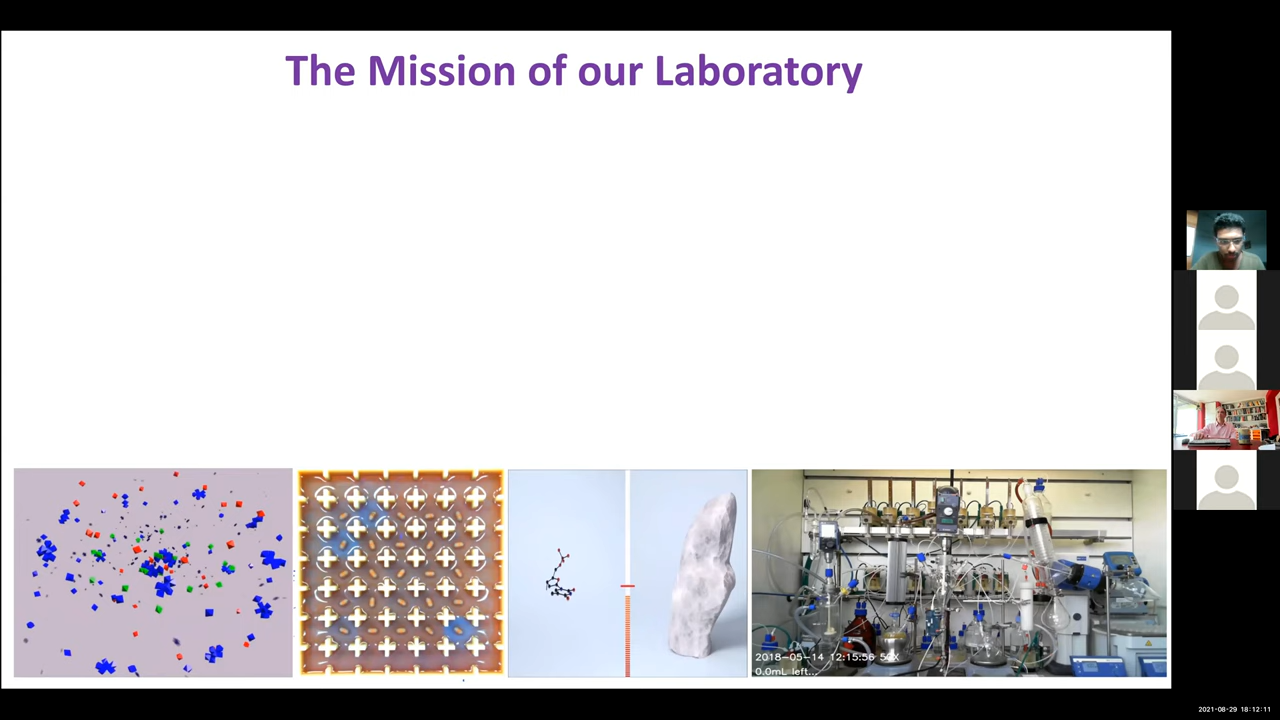 The Mission of our Laboratory
2018-05-14 12:15:56 50X
0.0mL left...
2021-08-29 18:12:11